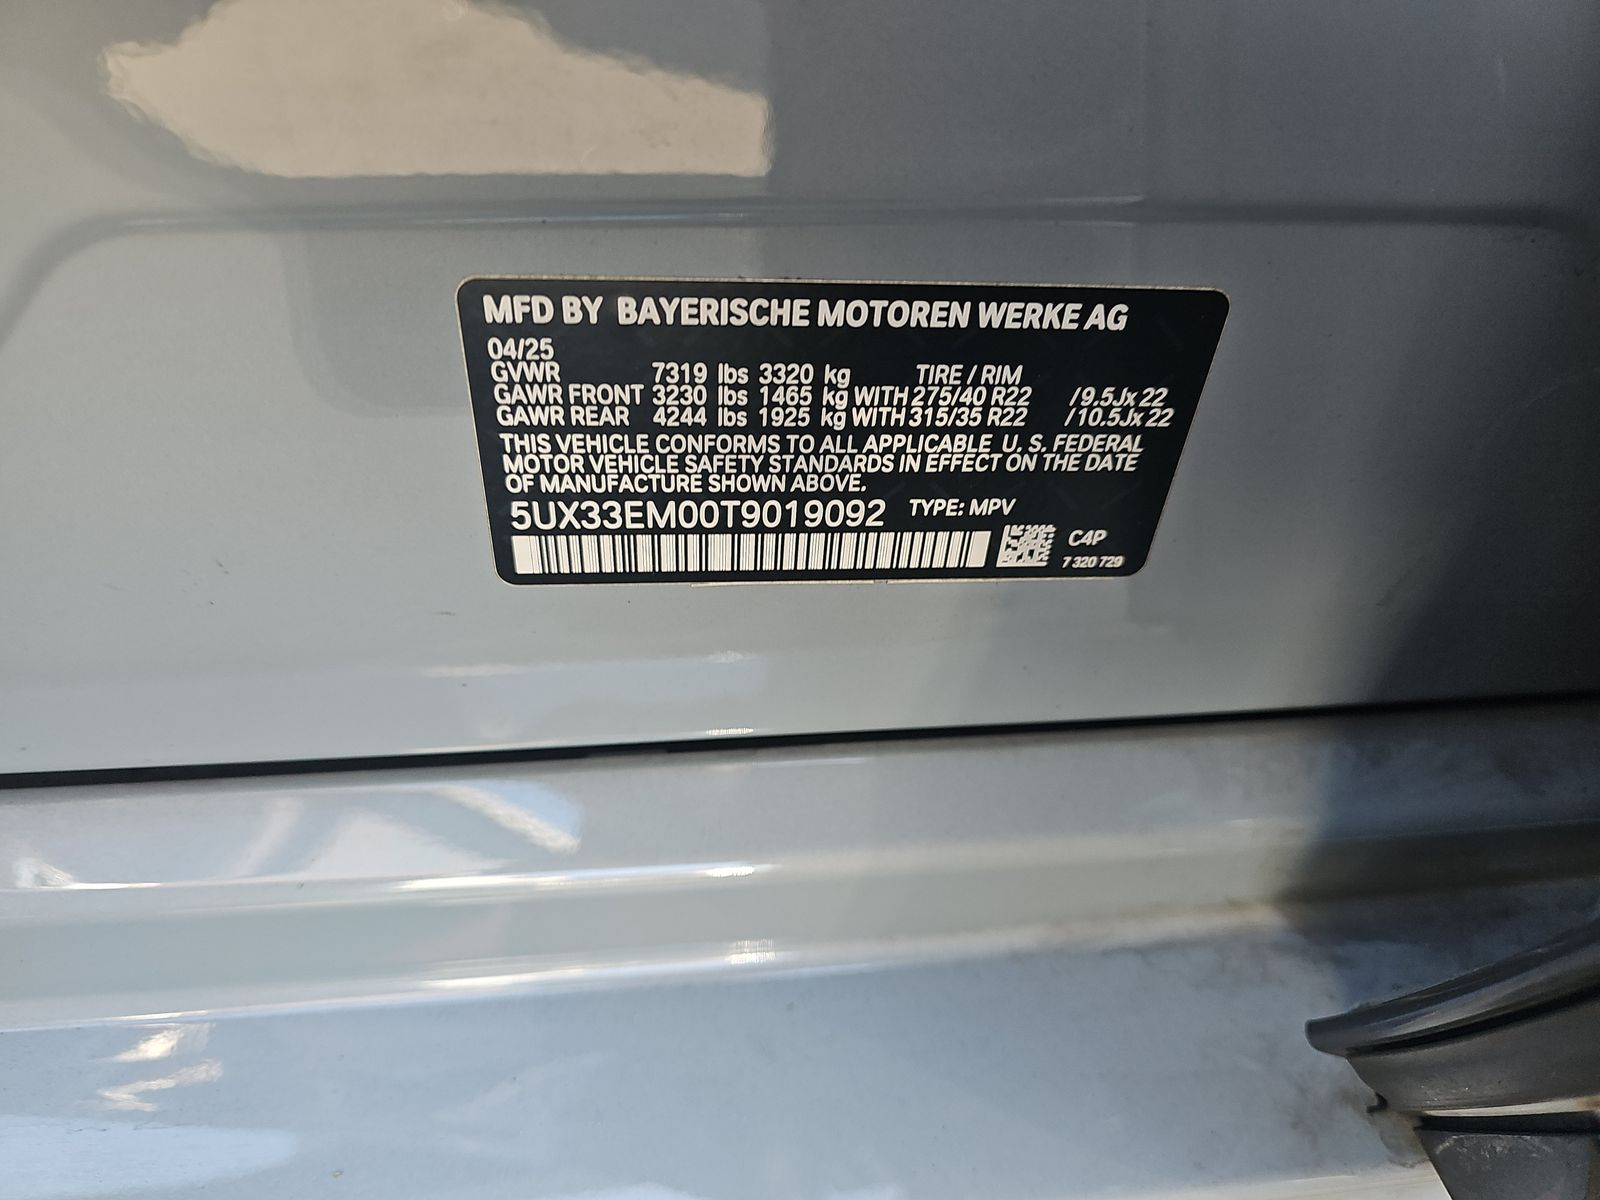 MFD BY BAYERISCHE MOTOREN WERKE AG
04/25
GVWR 7319 lbs 3320 kg TIRE / RIM
GAWR FRONT 3230 lbs 1465 kg WITH 275/40 R22 / 9.5Jx 22
GAWR REAR 4244 lbs 1925 kg WITH 315/35 R22 / 10.5Jx 22
THIS VEHICLE CONFORMS TO ALL APPLICABLE U. S. FEDERAL
MOTOR VEHICLE SAFETY STANDARDS IN EFFECT ON THE DATE
OF MANUFACTURE SHOWN ABOVE.
5UX33EM00T9019092 TYPE: MPV
C4P
7 320 729